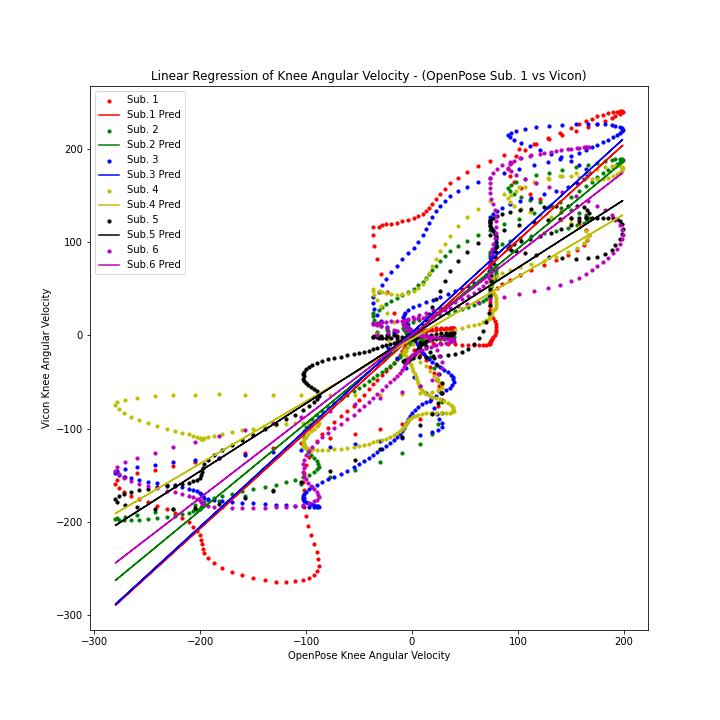 Linear Regression of Knee Angular Velocity - (OpenPose Sub. 1 vs Vicon)
Sub. 1
Sub.1 Pred
Sub. 2
Sub.2 Pred
Sub. 3
Sub.3 Pred
Sub. 4
Sub.4 Pred
Sub. 5
Sub.5 Pred
Sub. 6
Sub.6 Pred
200
100
0
−100
−200
−300
Vicon Knee Angular Velocity
−300 −200 −100 0 100 200
OpenPose Knee Angular Velocity